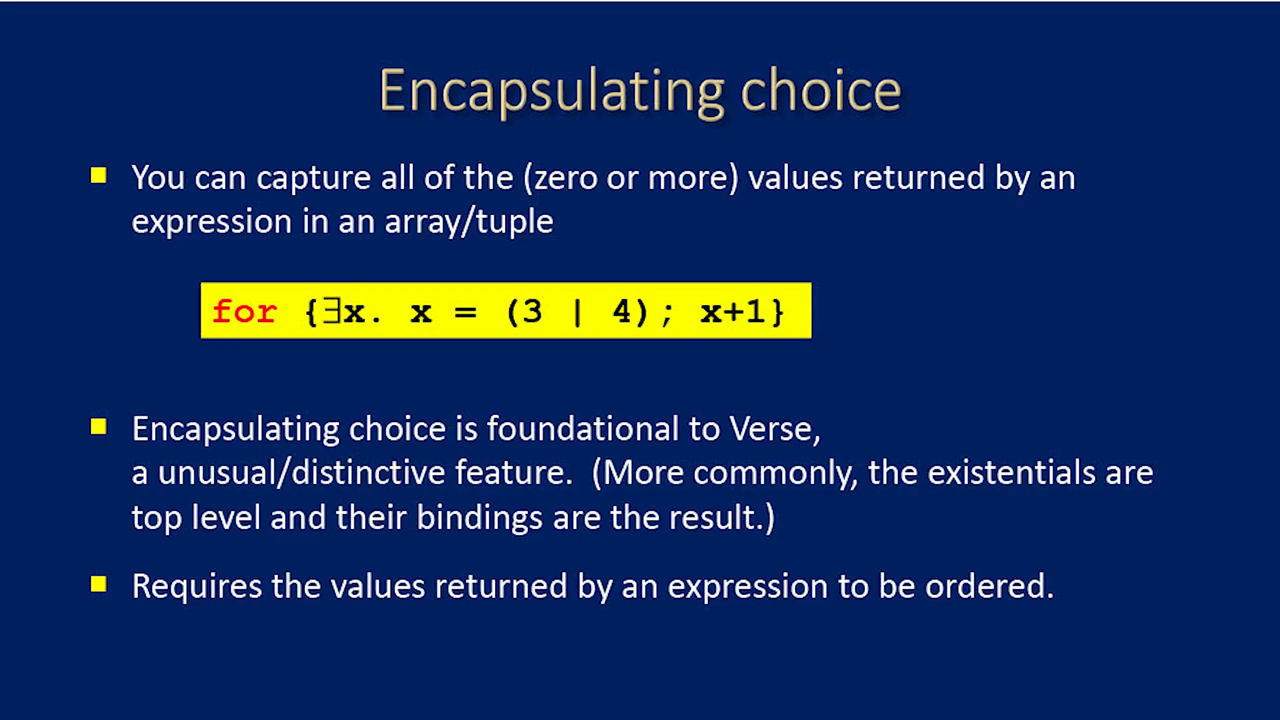 Encapsulating choice
You can capture all of the (zero or more) values returned by an
expression in an array/tuple
for {∃x. x = (3 | 4); x+1}
Encapsulating choice is foundational to Verse,
a unusual/distinctive feature. (More commonly, the existentials are
top level and their bindings are the result.)
Requires the values returned by an expression to be ordered.